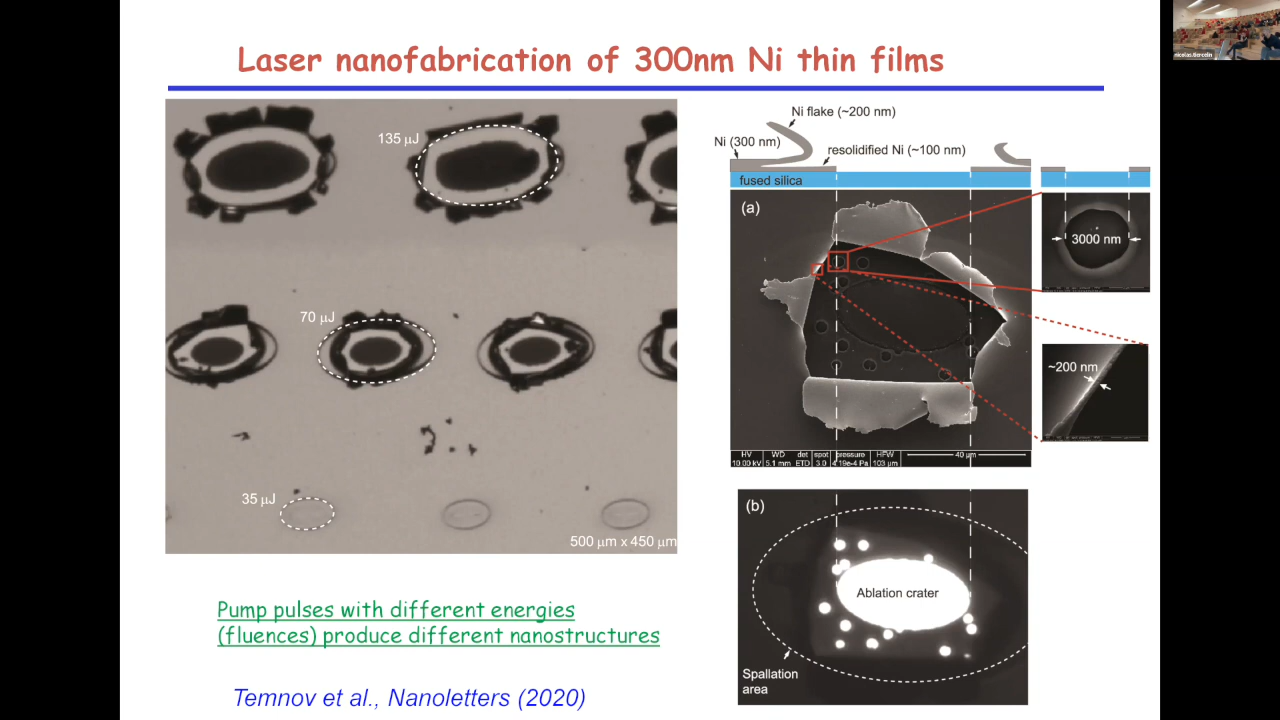 Laser nanofabrication of 300nm Ni thin films
135 μJ
70 μJ
35 μJ
500 μm x 450 μm
Ni flake (~200 nm)
Ni (300 nm)
resolidified Ni (~100 nm)
fused silica
(a)
3000 nm
~200 nm
HV WD det spot pressure HFW 40 μm
10.00 kV 5.1 mm ETD 3.0 4.19e-4 Pa 103 μm
(b)
Ablation crater
Spallation
area
Pump pulses with different energies
(fluences) produce different nanostructures
Temnov et al., Nanoletters (2020)